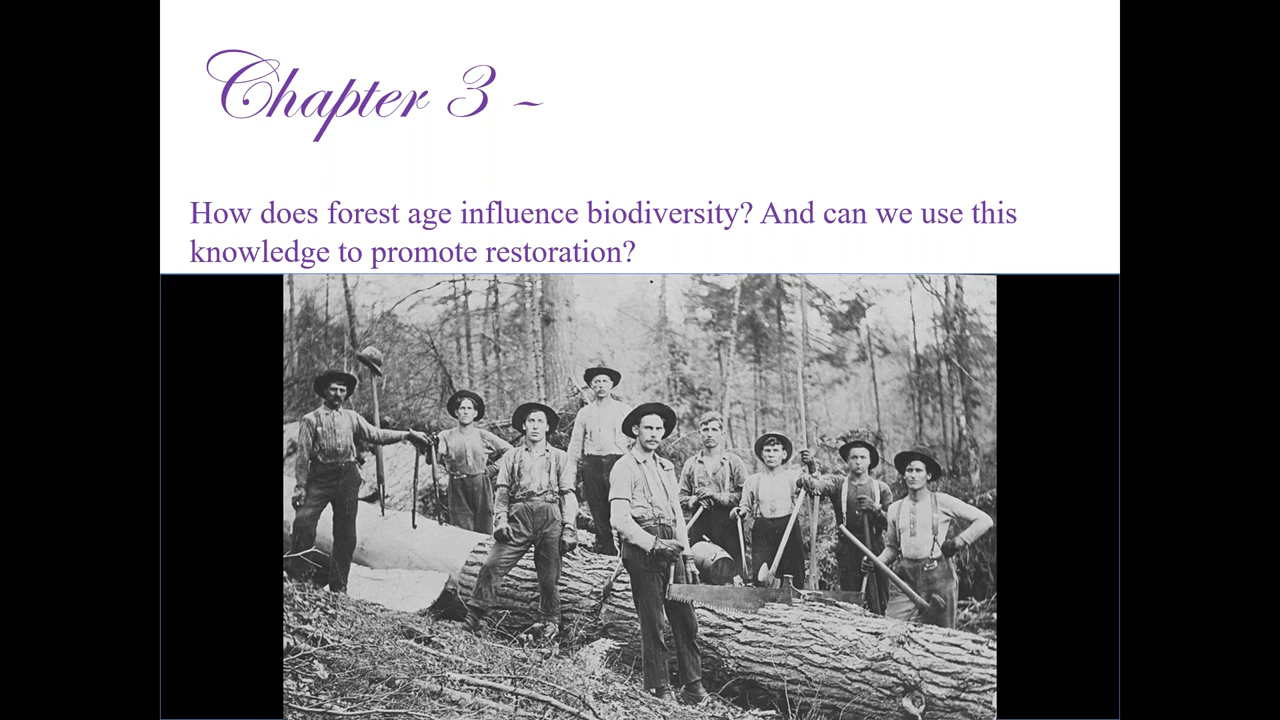 Chapter 3 ~
How does forest age influence biodiversity? And can we use this
knowledge to promote restoration?